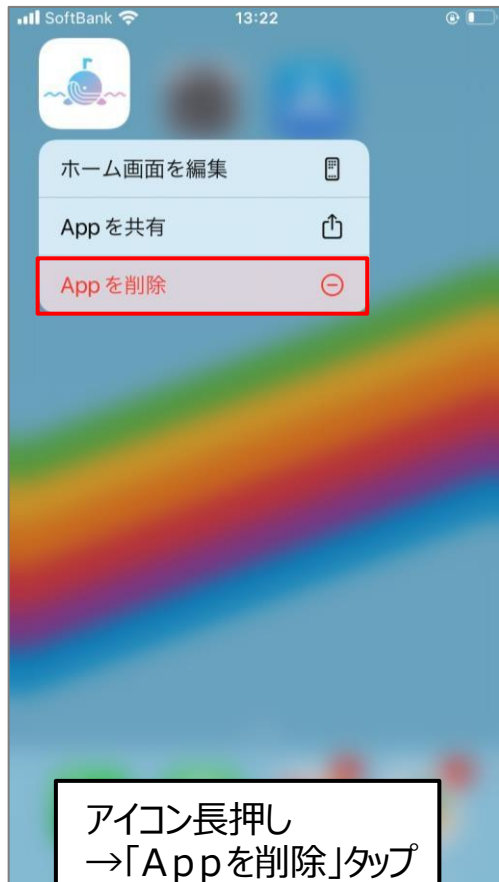 SoftBank 13:22
ホーム画面を編集
Appを共有
Appを削除
アイコン長押し
→「Ａｐｐを削除」タップ